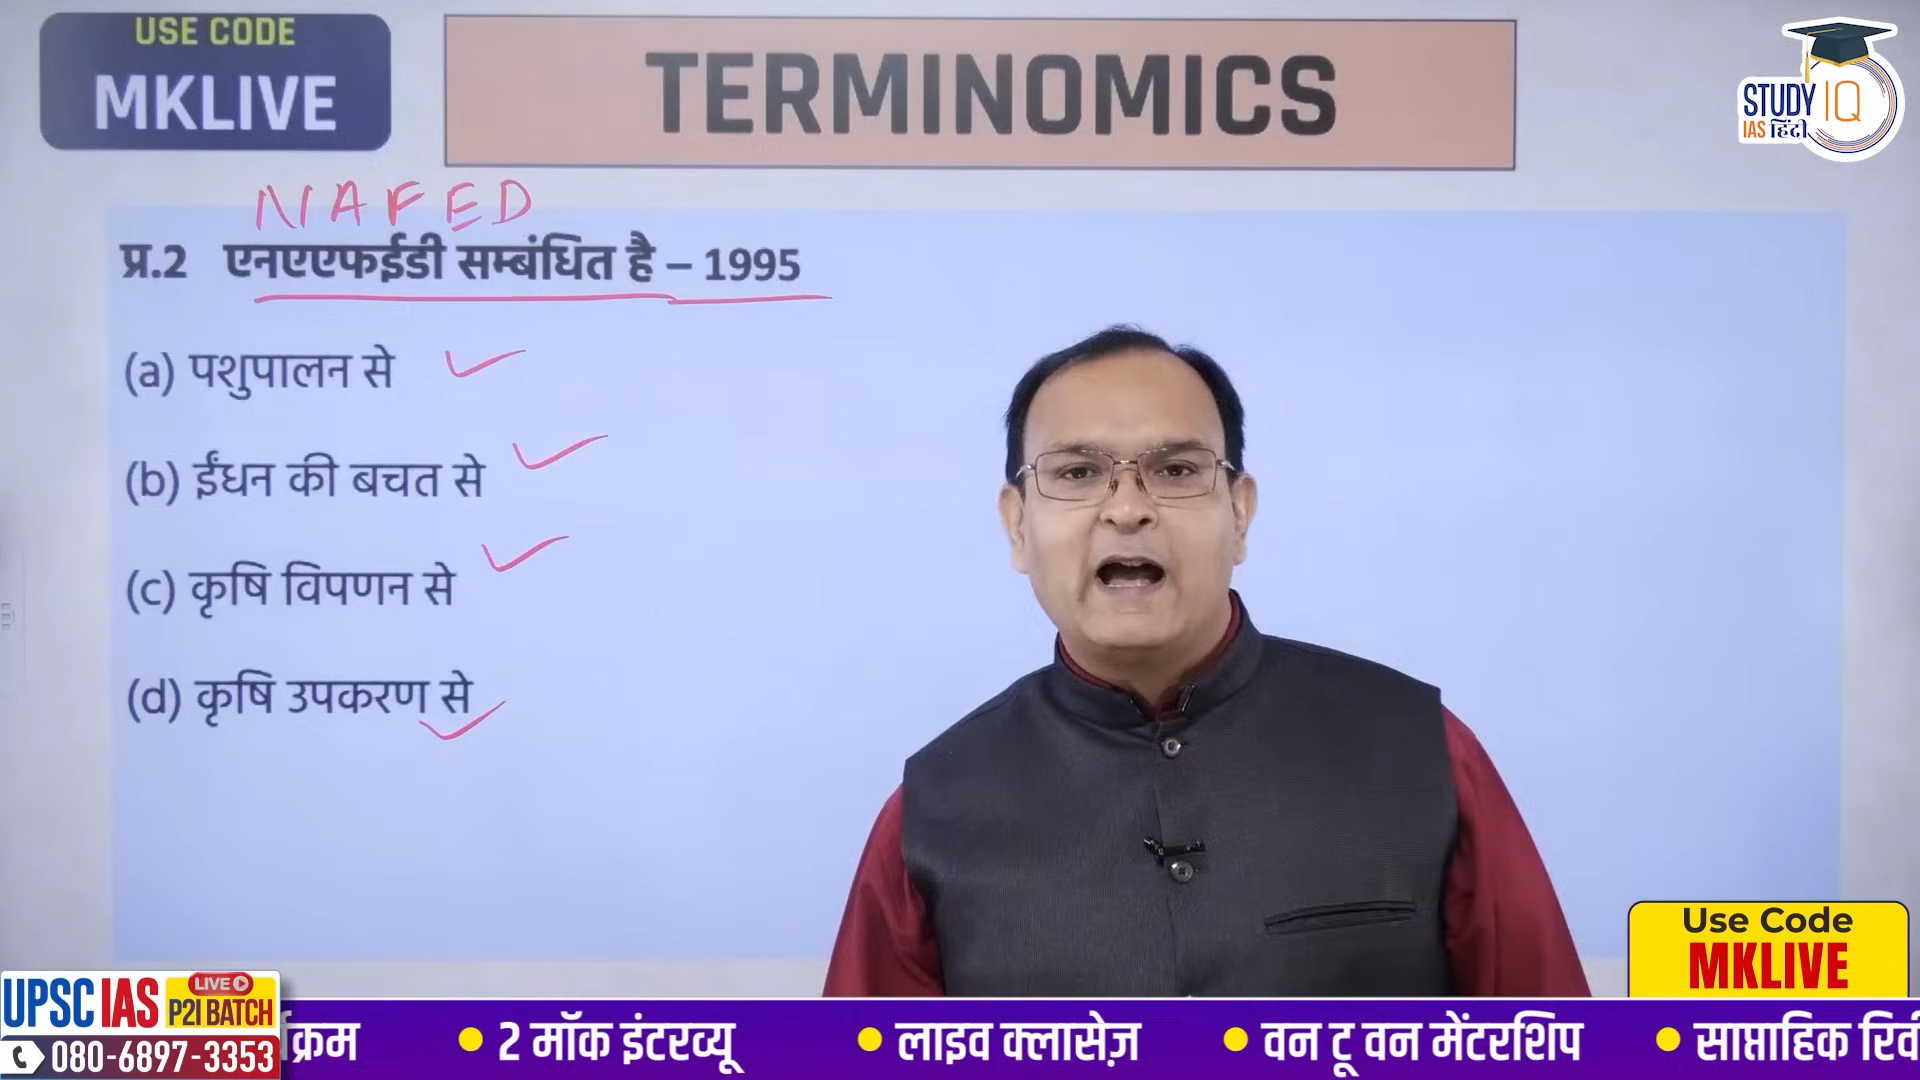 USE CODE
MKLIVE
TERMINOMICS
STUDY IQ
IAS हिंदी
NAFED
प्र.2 एनएएफईडी सम्बंधित है – 1995
(a) पशुपालन से
(b) ईंधन की बचत से
(c) कृषि विपणन से
(d) कृषि उपकरण से
Use Code
MKLIVE
UPSC IAS
LIVE
P2I BATCH
080-6897-3353
र्यक्रम • 2 मॉक इंटरव्यू • लाइव क्लासेज़ • वन टू वन मेंटरशिप • साप्ताहिक